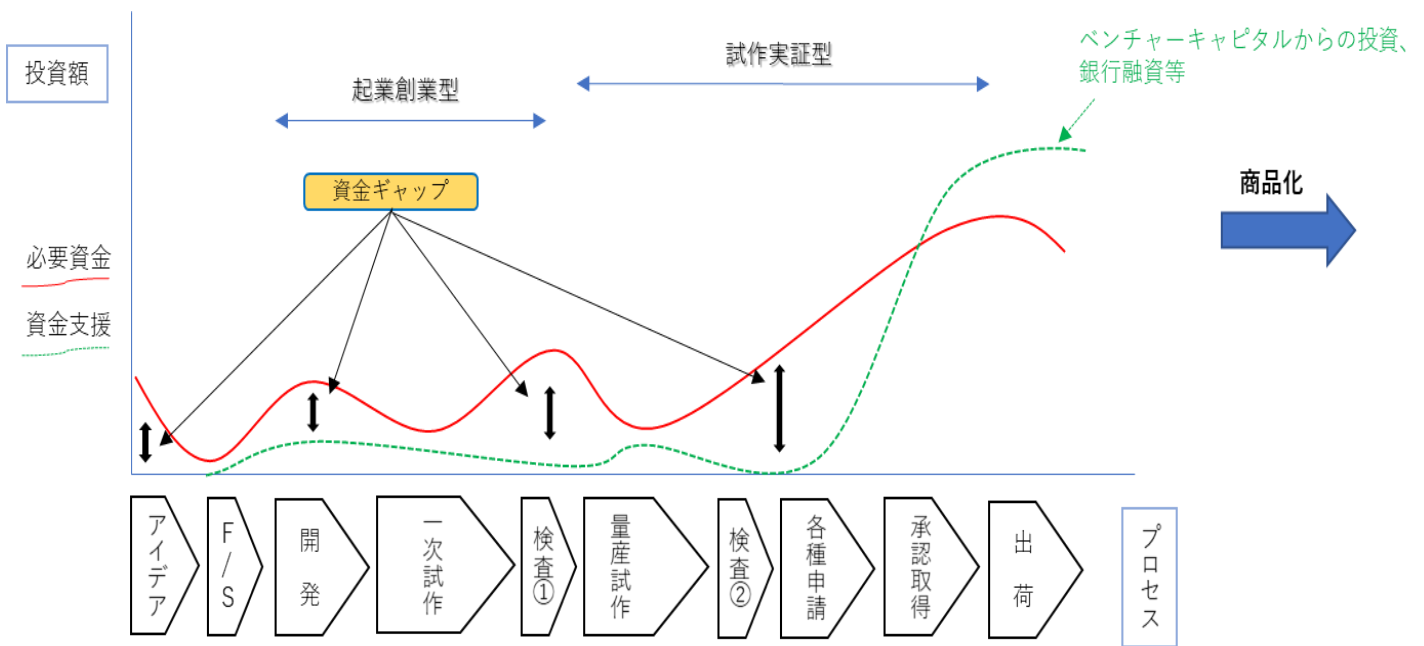 ベンチャーキャピタルからの投資、
銀行融資等
試作実証型
投資額
起業創業型
資金ギャップ
商品化
必要資金
資金支援
アイデア
F/S
開発
一次試作
検査①
量産試作
検査②
各種申請
承認取得
出荷
プロセス